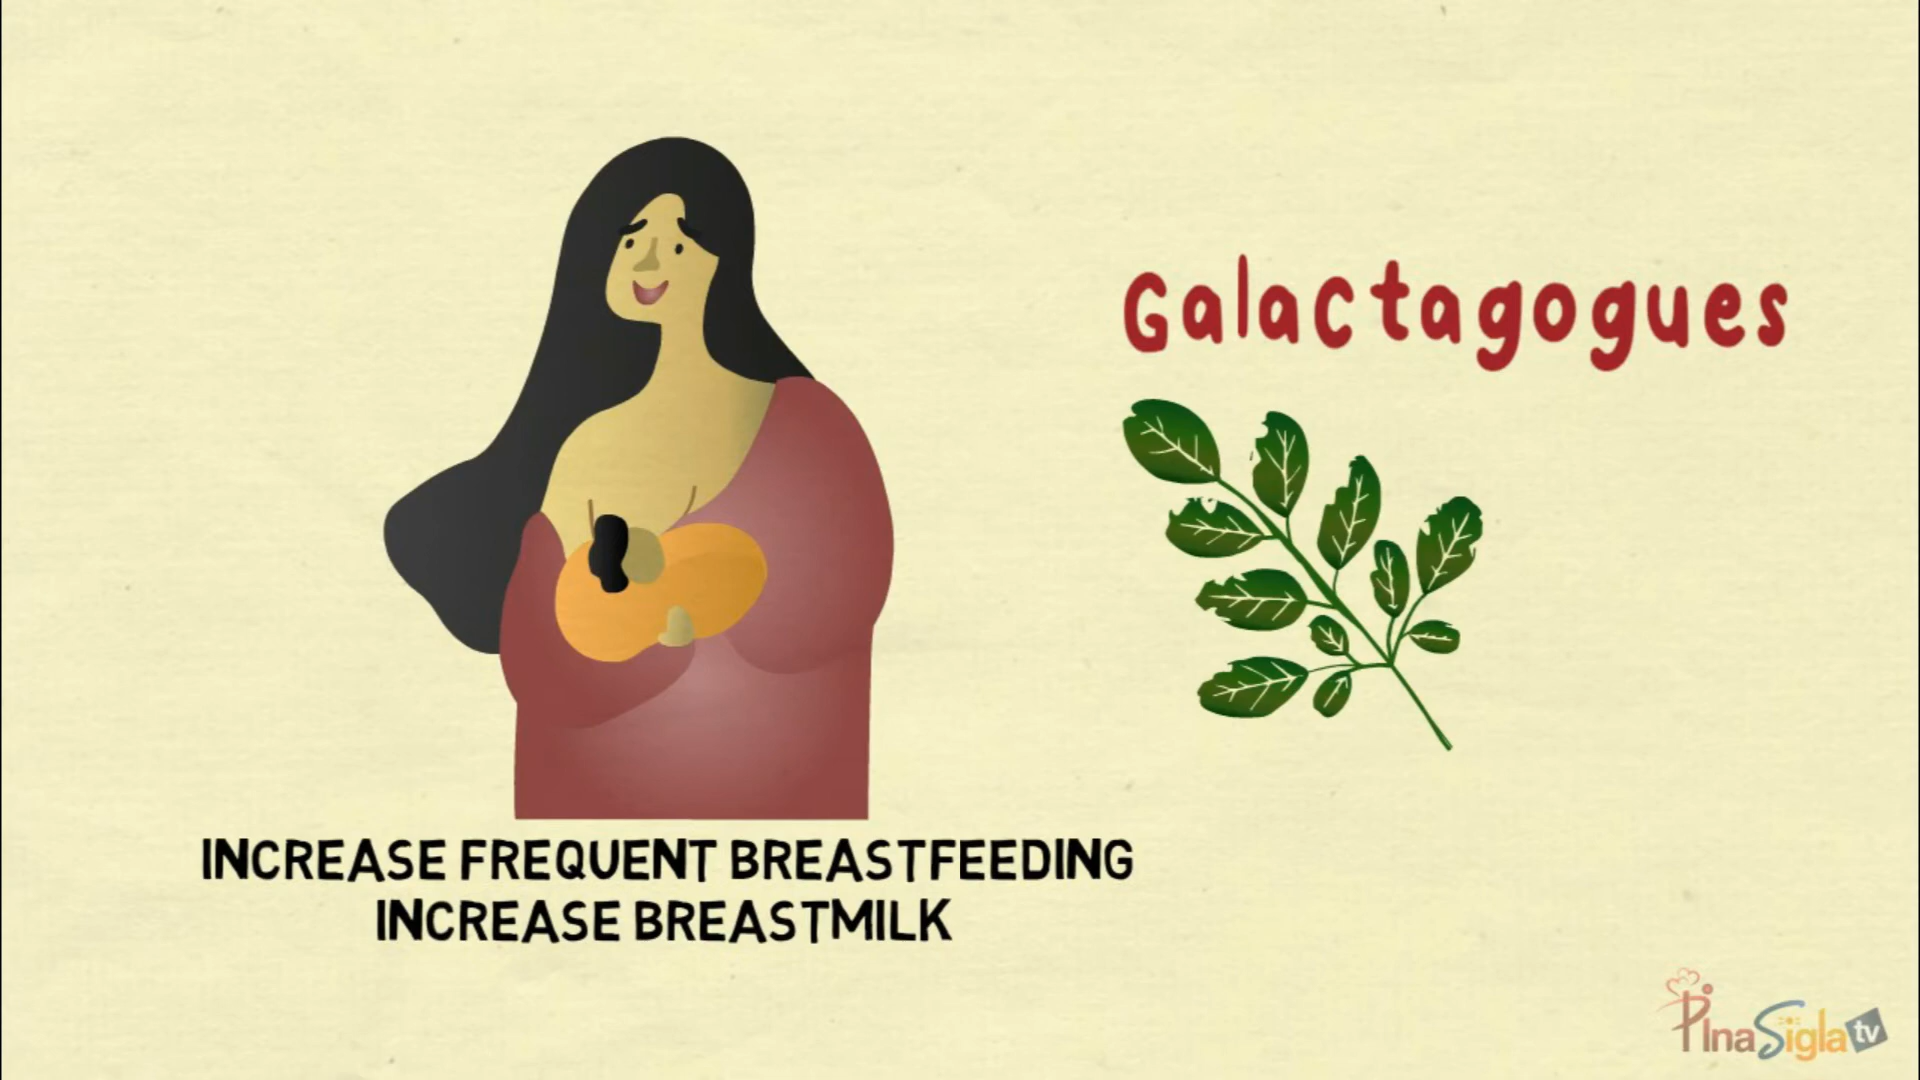 Galactagogues
INCREASE FREQUENT BREASTFEEDING
INCREASE BREASTMILK
PInaSigla tv